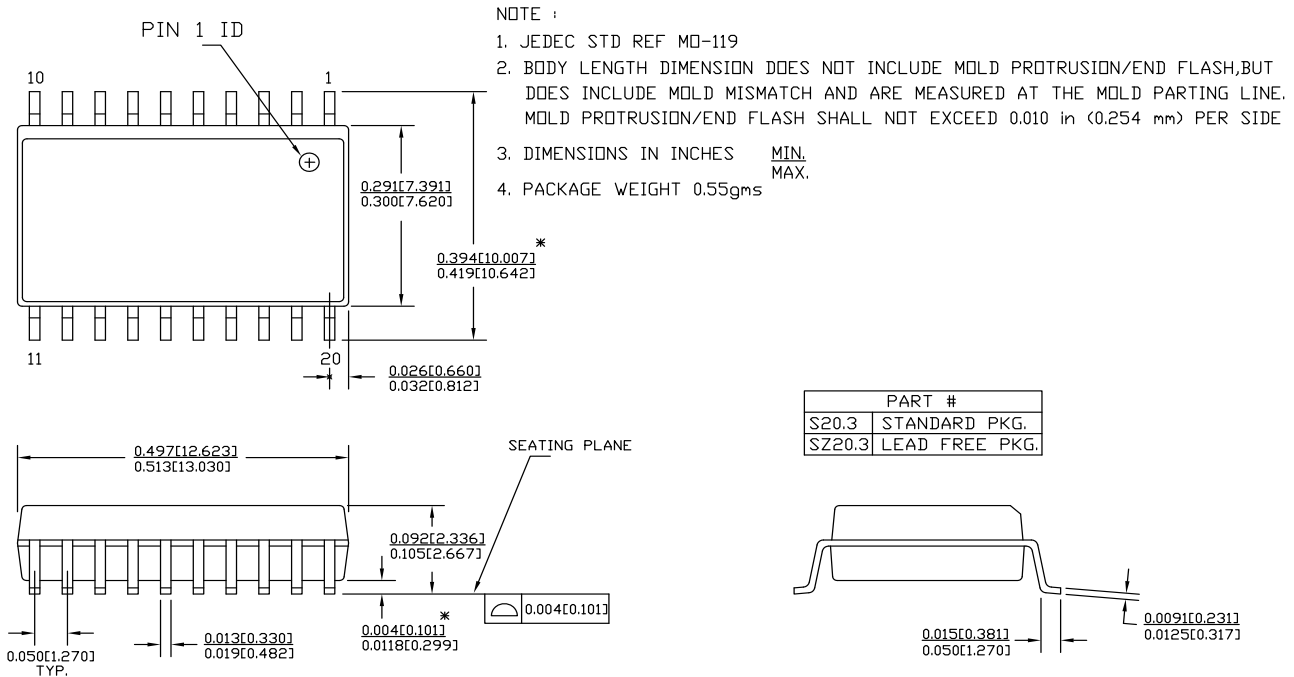 PIN 1 ID
NOTE :
1. JEDEC STD REF MO-119
2. BODY LENGTH DIMENSION DOES NOT INCLUDE MOLD PROTRUSION/END FLASH,BUT
DOES INCLUDE MOLD MISMATCH AND ARE MEASURED AT THE MOLD PARTING LINE.
MOLD PROTRUSION/END FLASH SHALL NOT EXCEED 0.010 in (0.254 mm) PER SIDE
3. DIMENSIONS IN INCHES MIN.
MAX.
4. PACKAGE WEIGHT 0.55gms
10 1
0.291[7.391]
0.300[7.620]
0.394[10.007]*
0.419[10.642]
11 20
0.026[0.660]
0.032[0.812]
PART #
S20.3 STANDARD PKG.
SZ20.3 LEAD FREE PKG.
0.497[12.623]
0.513[13.030]
SEATING PLANE
0.092[2.336]
0.105[2.667]
0.004[0.101]
0.050[1.270]
TYP.
0.013[0.330]
0.019[0.482]
0.004[0.101]*
0.0118[0.299]
0.015[0.381]
0.050[1.270]
0.0091[0.231]
0.0125[0.317]